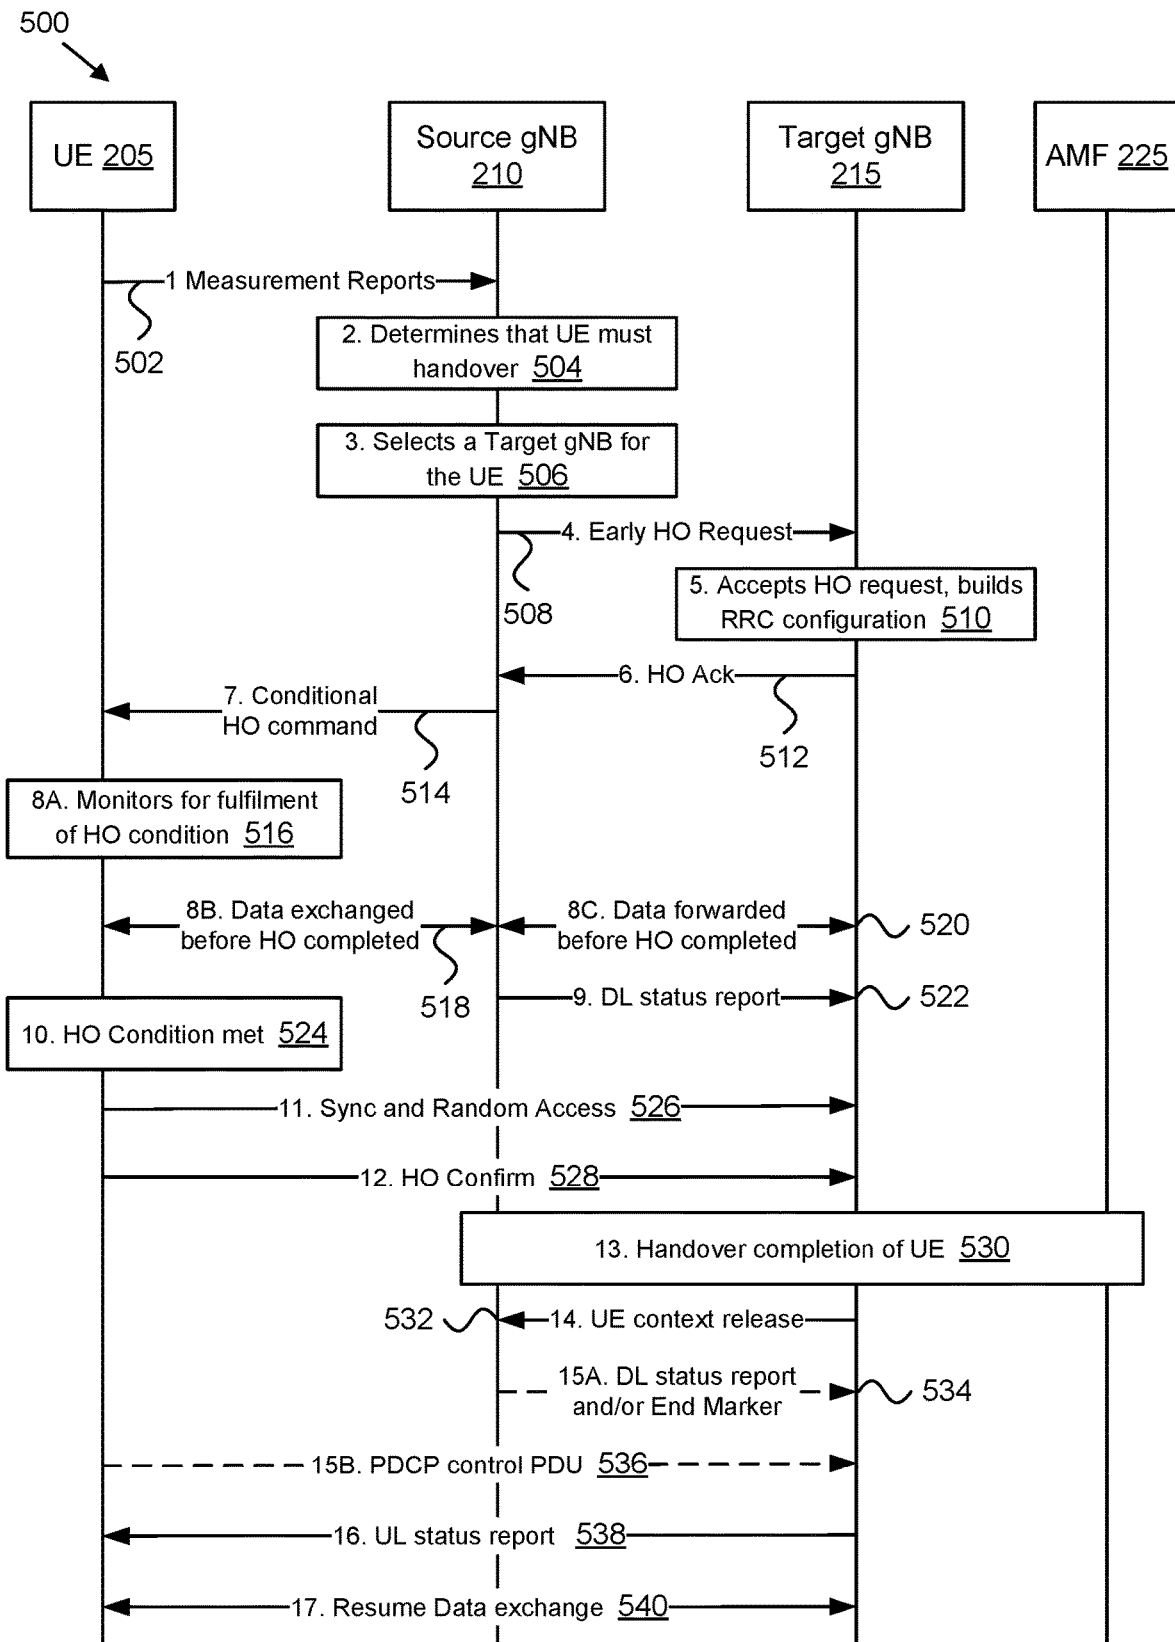 500
UE 205
Source gNB
210
Target gNB
215
AMF 225
1 Measurement Reports
502
2. Determines that UE must
handover 504
3. Selects a Target gNB for
the UE 506
4. Early HO Request
508
5. Accepts HO request, builds
RRC configuration 510
6. HO Ack
512
7. Conditional
HO command
514
8A. Monitors for fulfilment
of HO condition 516
8B. Data exchanged
before HO completed
518
8C. Data forwarded
before HO completed
520
9. DL status report
522
10. HO Condition met 524
11. Sync and Random Access 526
12. HO Confirm 528
13. Handover completion of UE 530
532
14. UE context release
15A. DL status report
and/or End Marker
534
15B. PDCP control PDU 536
16. UL status report 538
17. Resume Data exchange 540